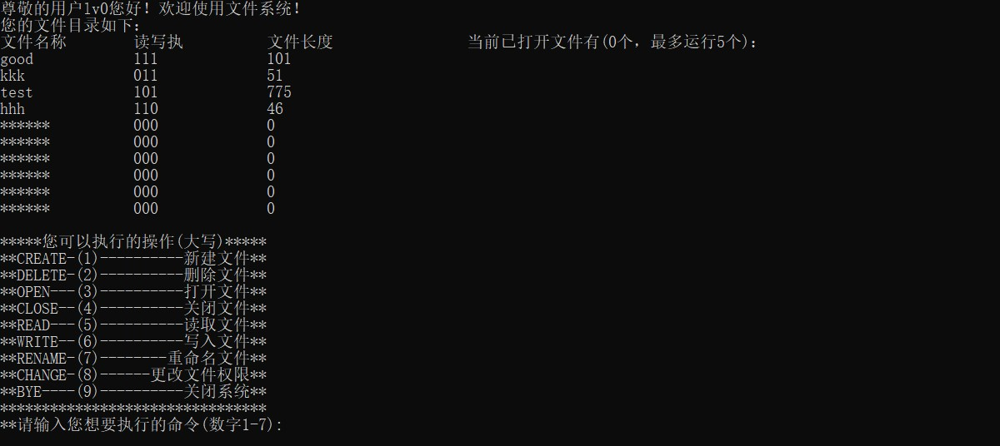 尊敬的用户lv0您好！欢迎使用文件系统！
您的文件目录如下：
文件名称 读写执 文件长度 当前已打开文件有(0个，最多运行5个)：
good 111 101
kkk 011 51
test 101 775
hhh 110 46
****** 000 0
****** 000 0
****** 000 0
****** 000 0
****** 000 0
****** 000 0
*****您可以执行的操作(大写)*****
**CREATE-(1)----------新建文件**
**DELETE-(2)----------删除文件**
**OPEN---(3)----------打开文件**
**CLOSE--(4)----------关闭文件**
**READ---(5)----------读取文件**
**WRITE--(6)----------写入文件**
**RENAME-(7)--------重命名文件**
**CHANGE-(8)------更改文件权限**
**BYE----(9)----------关闭系统**
********************************
**请输入您想要执行的命令(数字1-7):